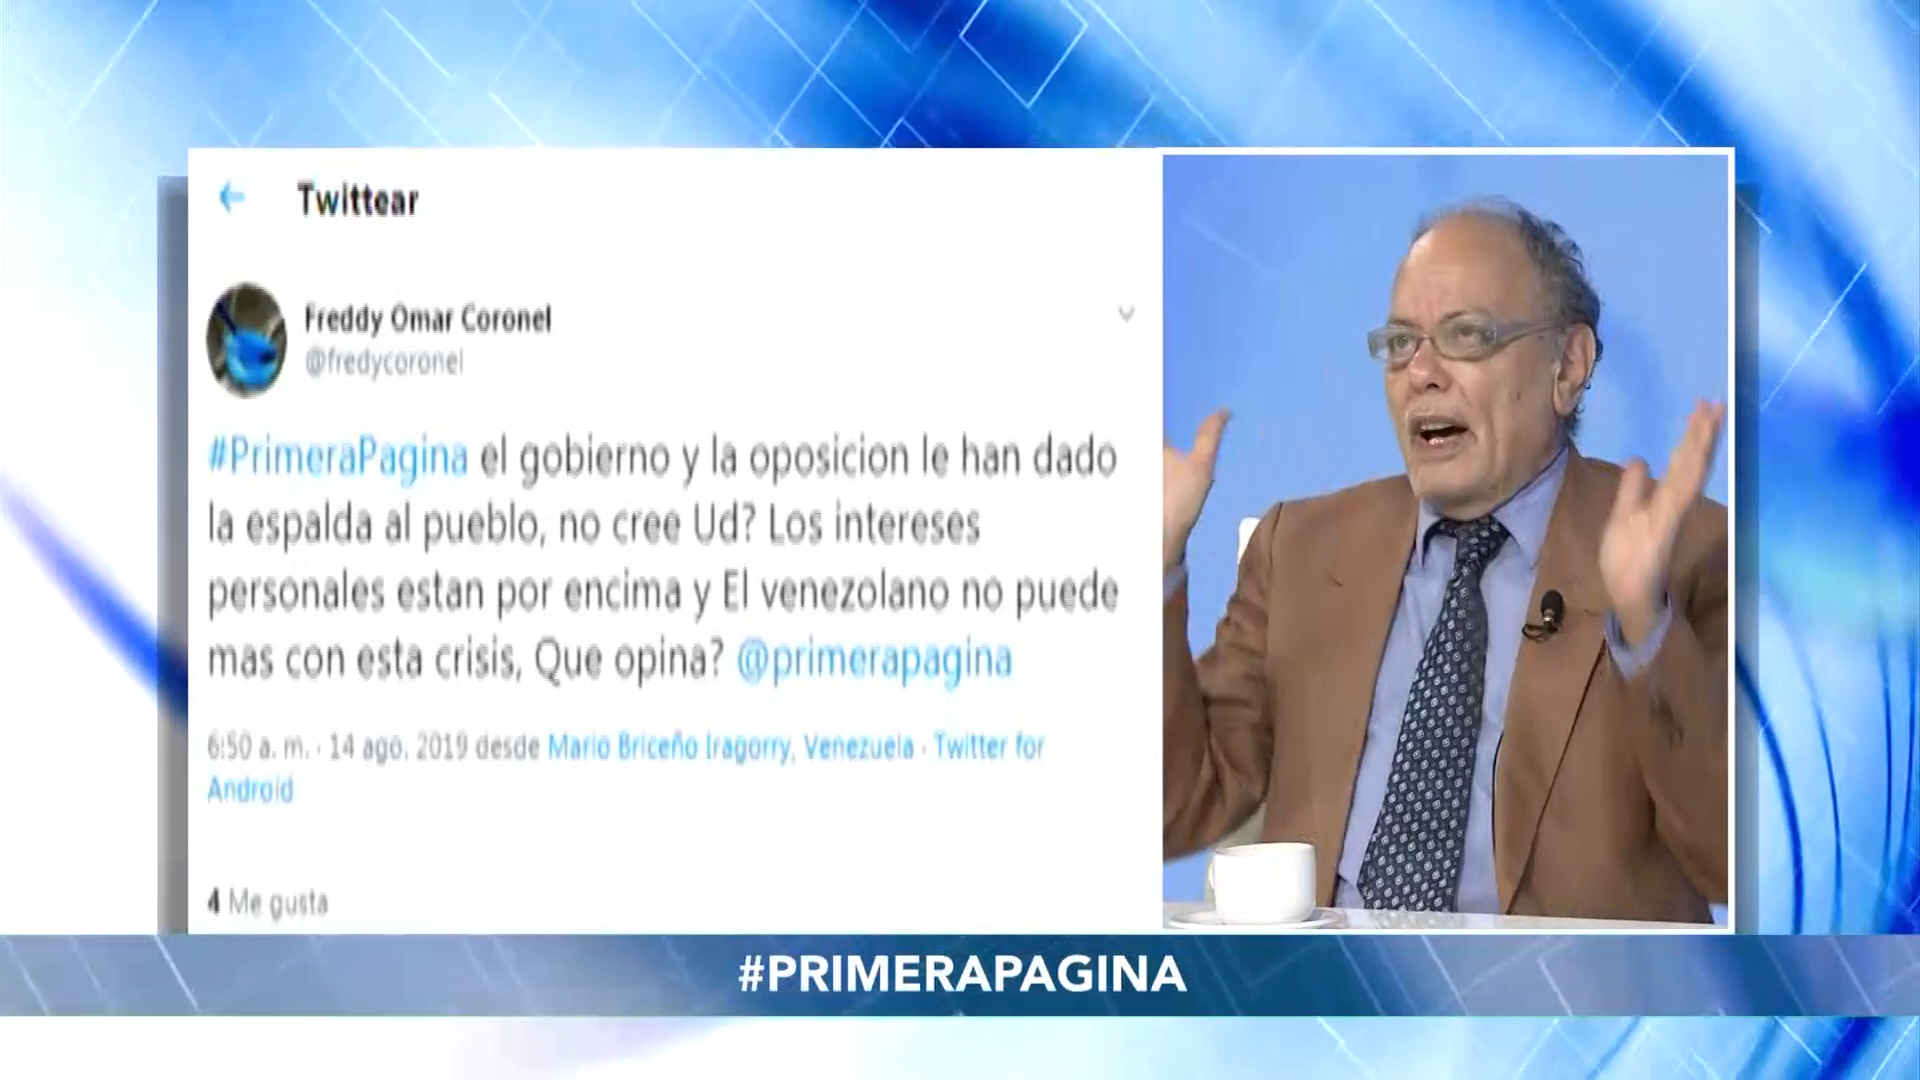 Twittear
Freddy Omar Coronel
@fredycoronel
#PrimeraPagina el gobierno y la oposicion le han dado
la espalda al pueblo, no cree Ud? Los intereses
personales estan por encima y El venezolano no puede
mas con esta crisis, Que opina? @primerapagina
6:50 a. m. · 14 ago. 2019 desde Mario Briceño Iragorry, Venezuela · Twitter for
Android
4 Me gusta
#PRIMERAPAGINA